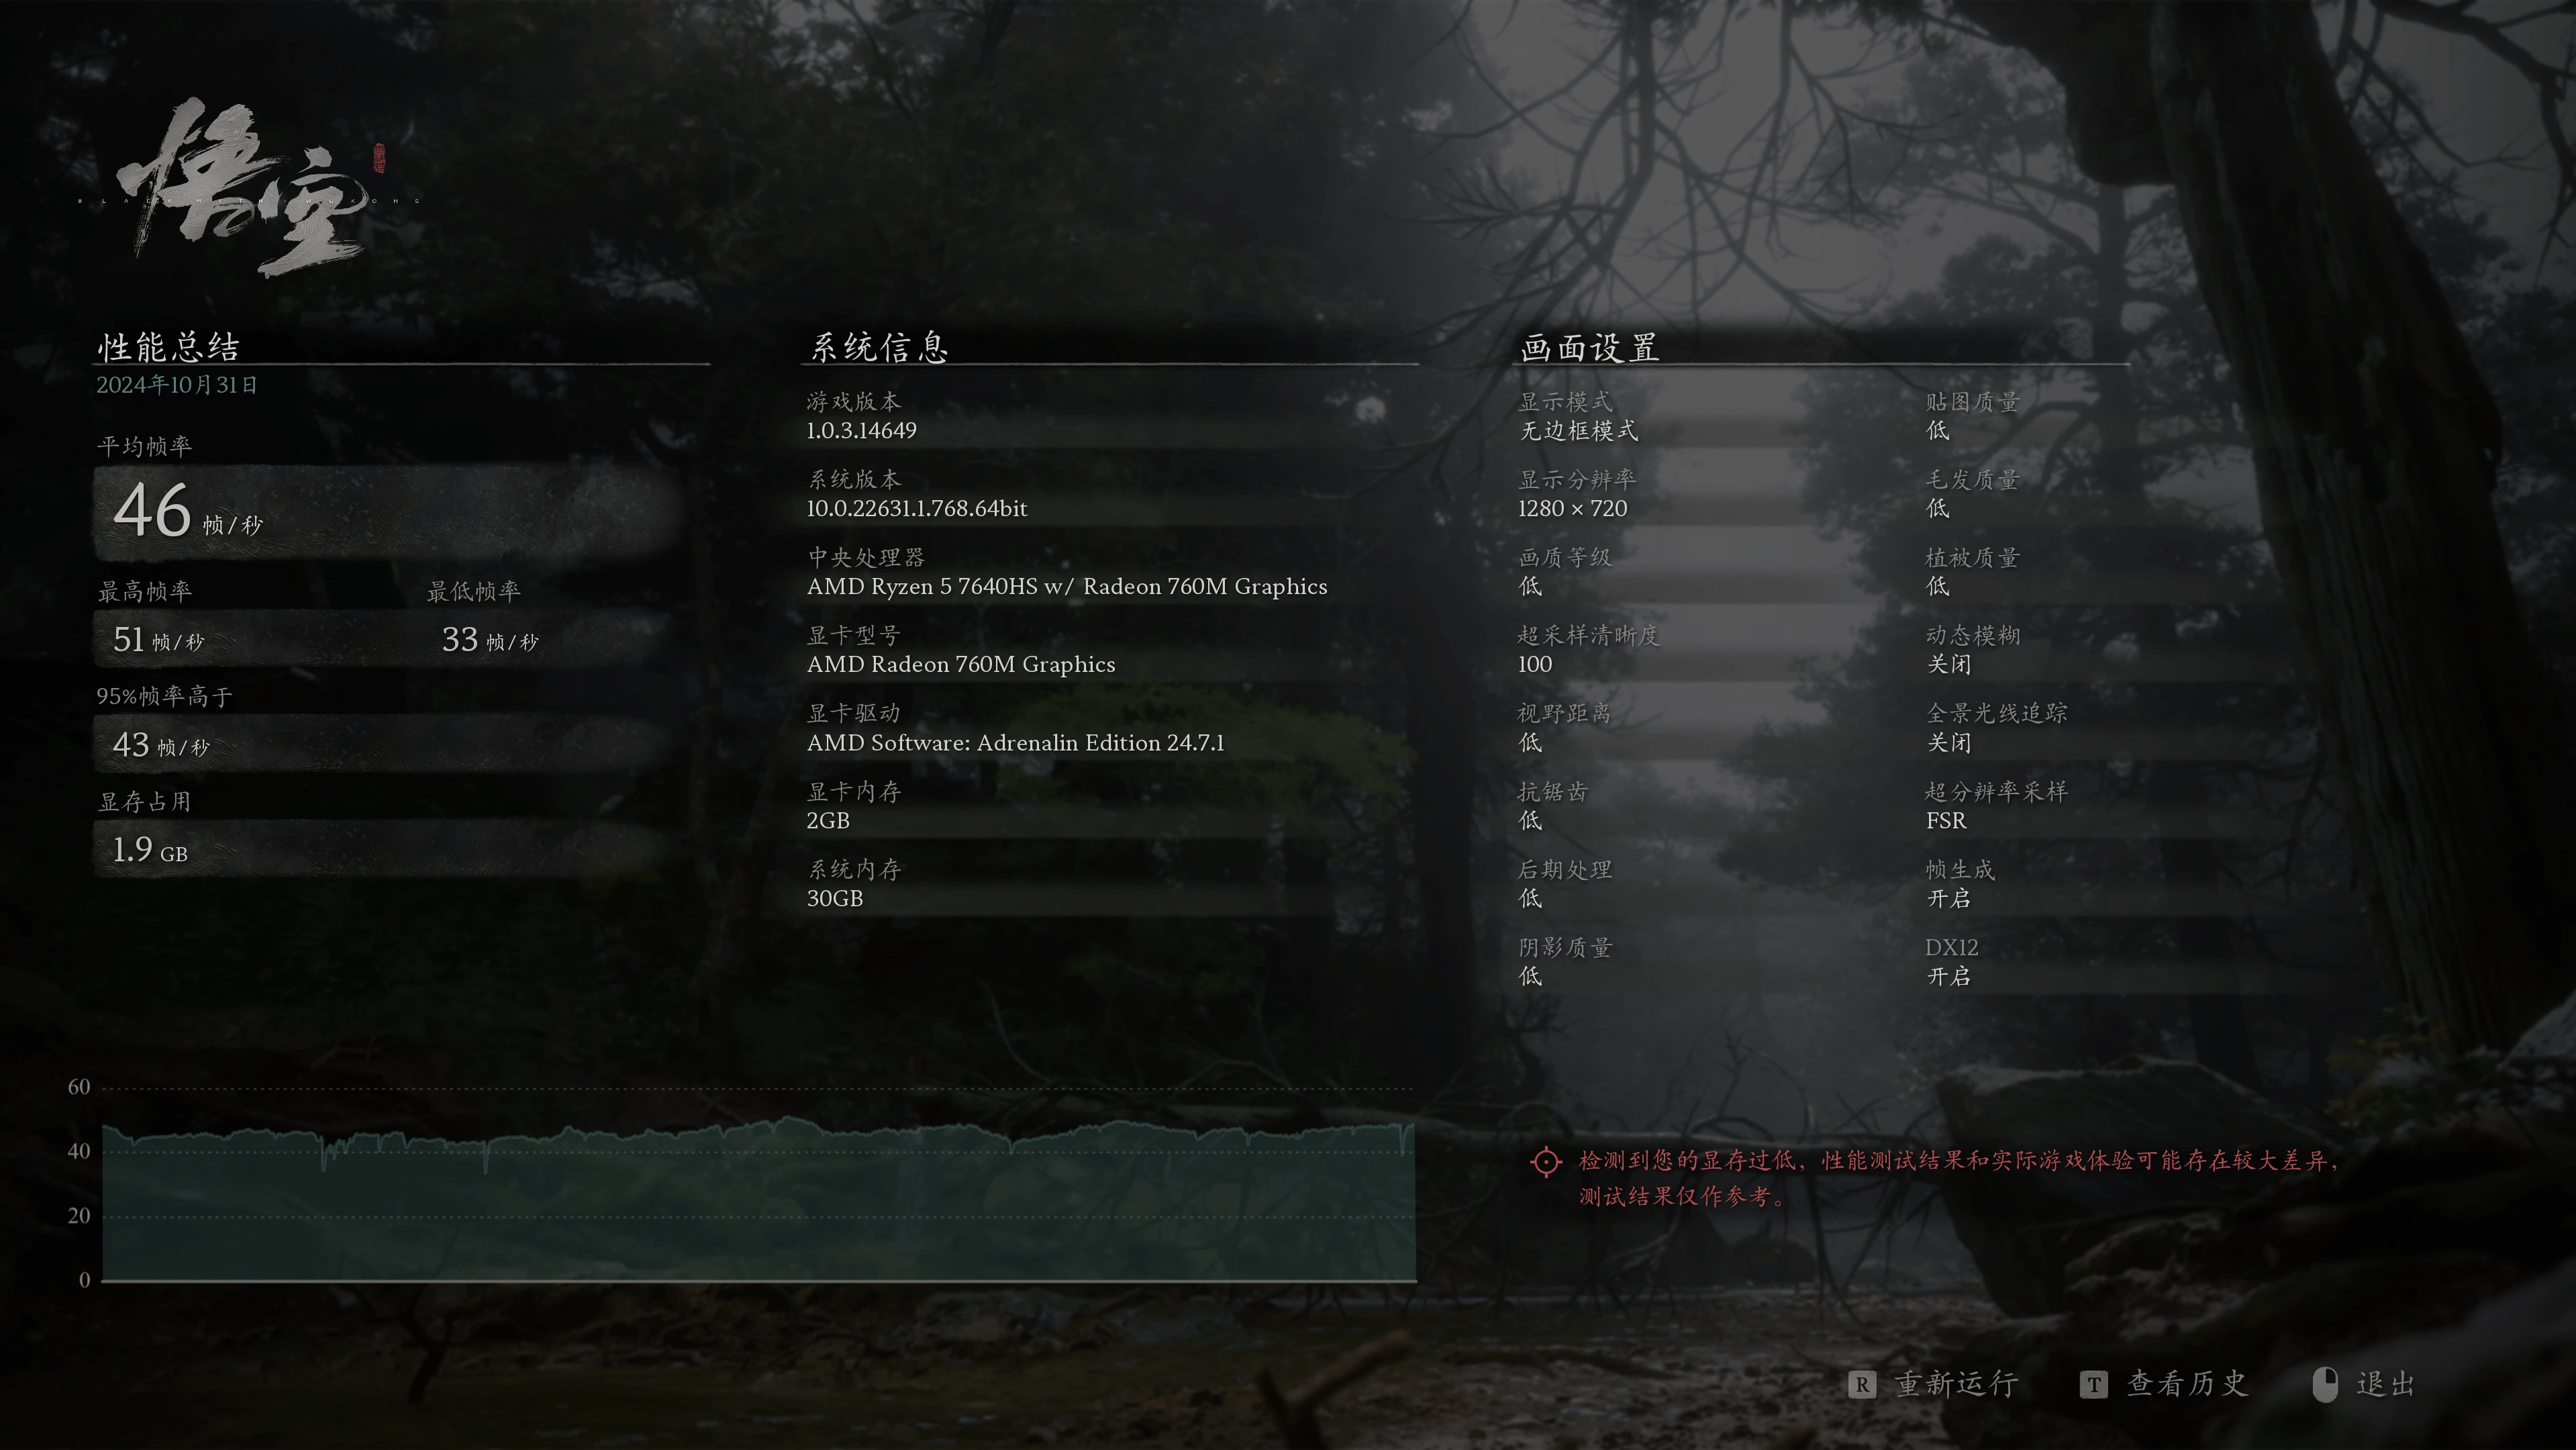 悟空
BLACK MYTH WUKONG
性能总结
2024年10月31日
平均帧率
46 帧/秒
最高帧率 最低帧率
51 帧/秒 33 帧/秒
95%帧率高于
43 帧/秒
显存占用
1.9 GB
系统信息
游戏版本
1.0.3.14649
系统版本
10.0.22631.1.768.64bit
中央处理器
AMD Ryzen 5 7640HS w/ Radeon 760M Graphics
显卡型号
AMD Radeon 760M Graphics
显卡驱动
AMD Software: Adrenalin Edition 24.7.1
显卡内存
2GB
系统内存
30GB
画面设置
显示模式 贴图质量
无边框模式 低
显示分辨率 毛发质量
1280 × 720 低
画质等级 植被质量
低 低
超采样清晰度 动态模糊
100 关闭
视野距离 全景光线追踪
低 关闭
抗锯齿 超分辨率采样
低 FSR
后期处理 帧生成
低 开启
阴影质量 DX12
低 开启
60
40
20
0
检测到您的显存过低，性能测试结果和实际游戏体验可能存在较大差异，
测试结果仅作参考。
R 重新运行 T 查看历史 退出